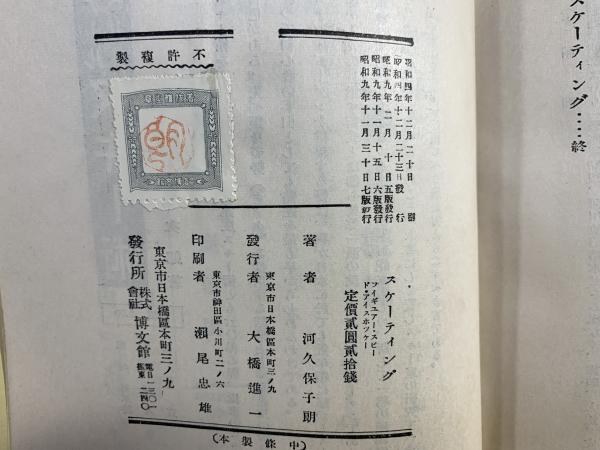 スケーティング‥‥終
昭和四年十二月二十日
昭和四年十二月二十三日發行
昭和九年二月十日五版發行
昭和九年十一月十五日六版發行
昭和九年十一月三十日七版發行
不許複製
スケーティング
フイギユアー・スピー
ド・アイスホツケー
定價貳圓貳拾錢
著者 河久保子朗
東京市日本橋區本町三ノ九
發行者 大橋進一
東京市神田區小川町二ノ六
印刷者 瀬尾忠雄
東京市日本橋區本町三ノ九
發行所 株式會社 博文館
(中條製本)